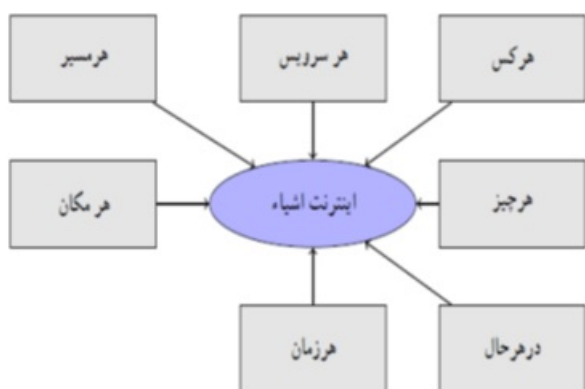 هرکس
هر سرویس
هرمسیر
هرچیز
اینترنت اشیاء
هر مکان
درهرحال
هرزمان